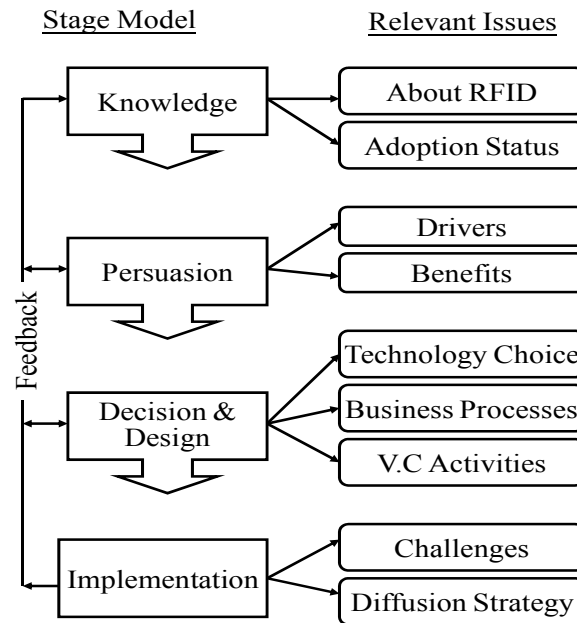 Stage Model
Relevant Issues
Knowledge
About RFID
Adoption Status
Persuasion
Drivers
Benefits
Feedback
Decision &
Design
Technology Choice
Business Processes
V.C Activities
Implementation
Challenges
Diffusion Strategy